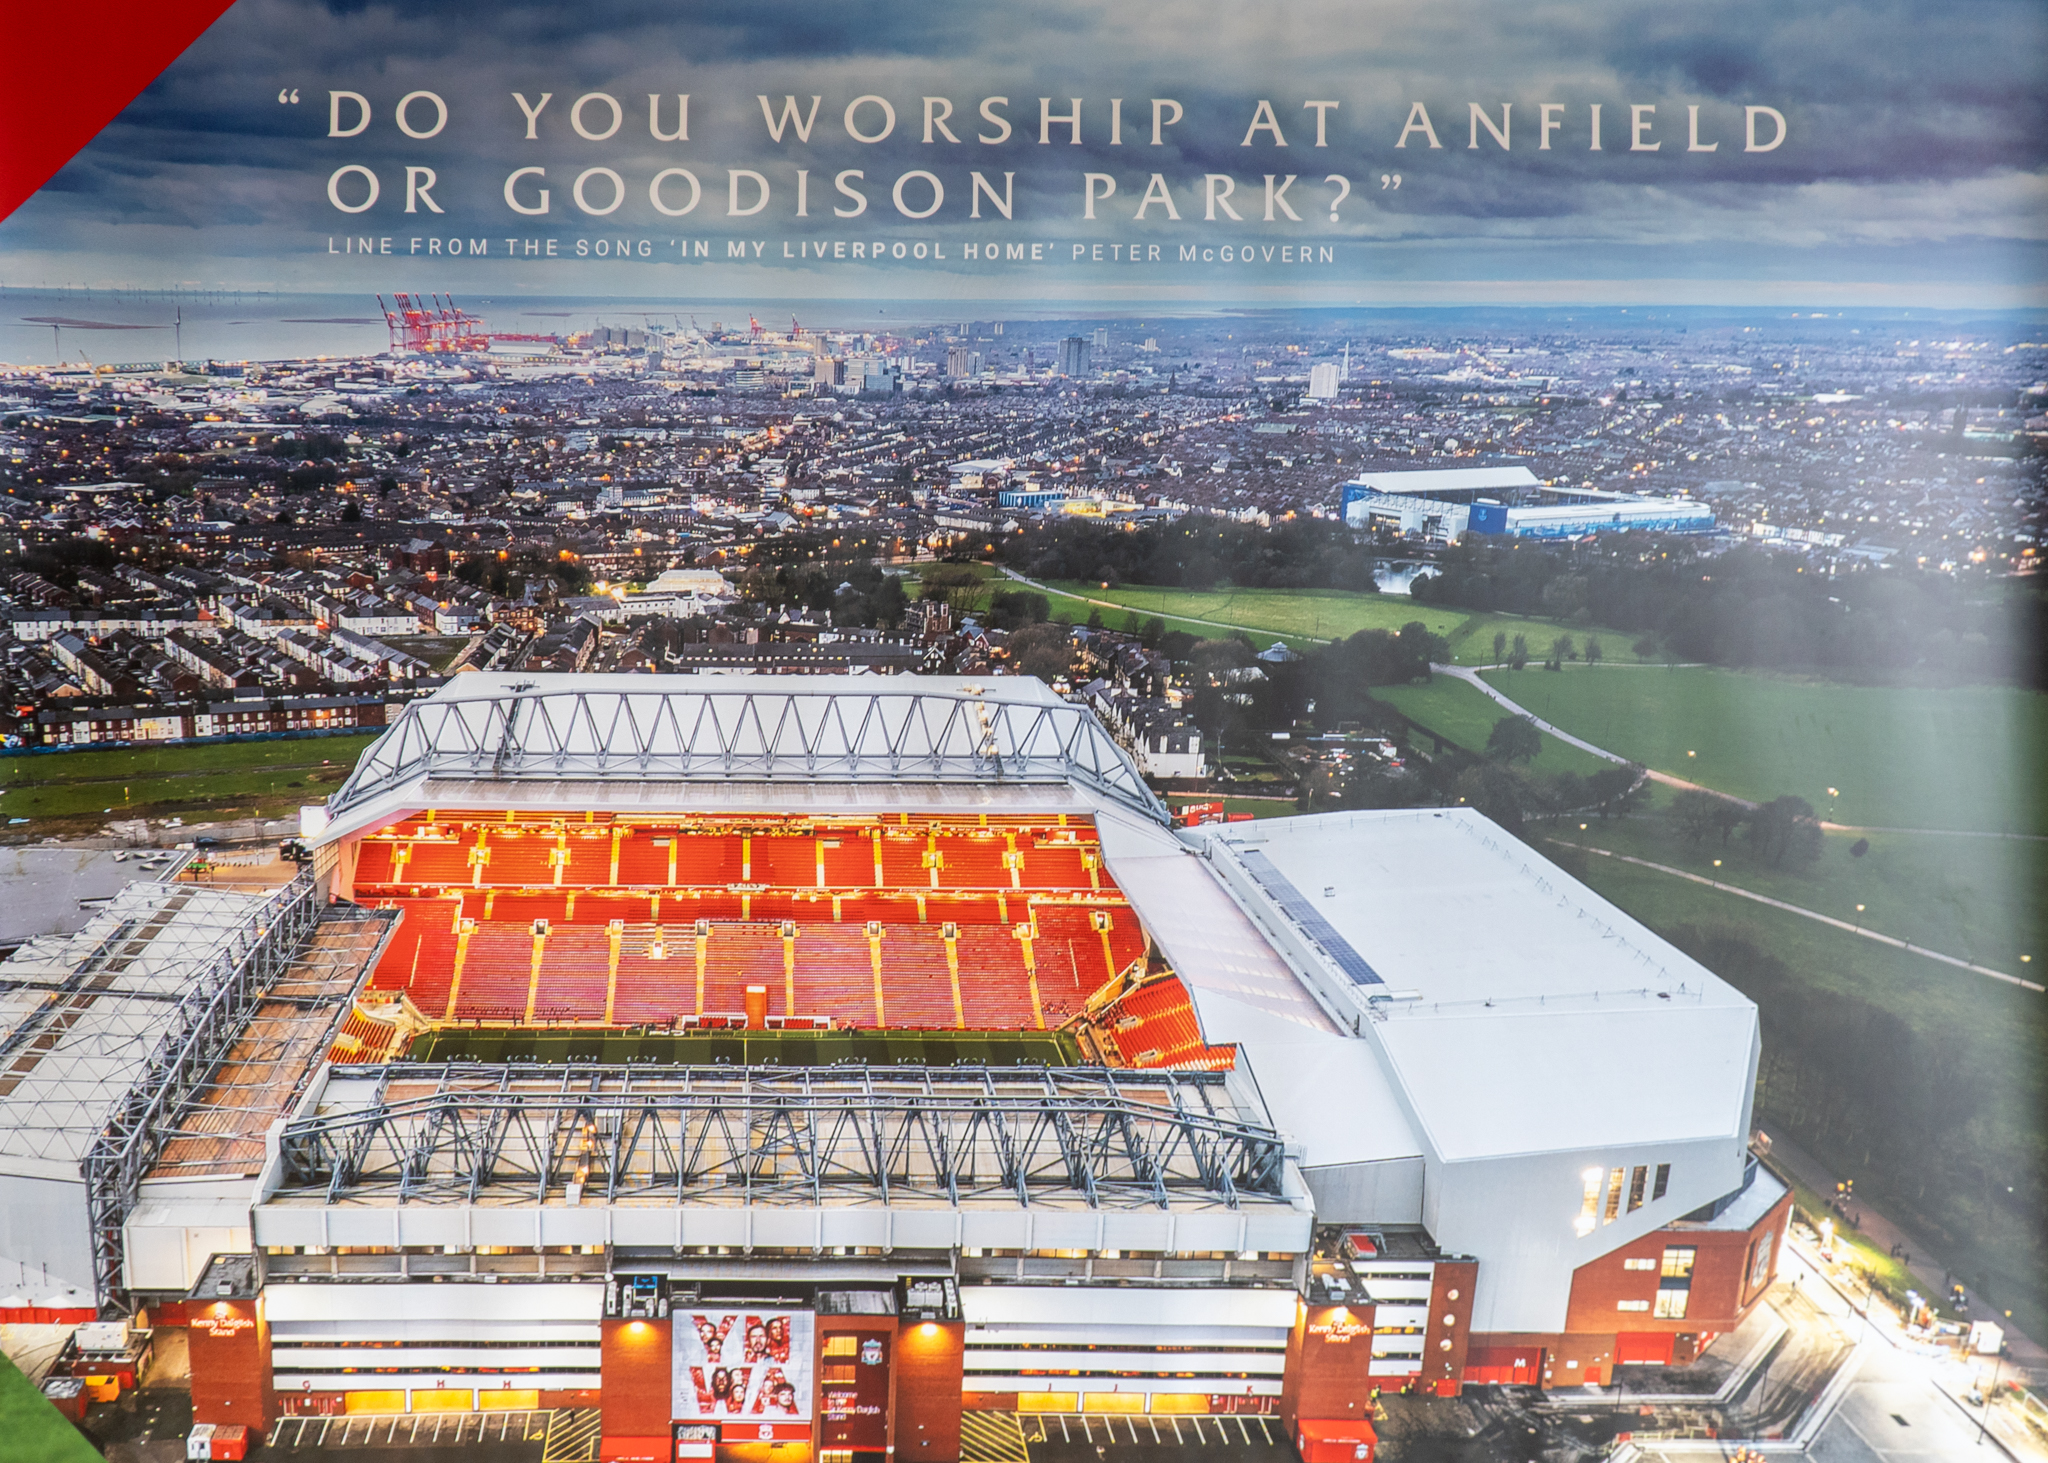 “DO YOU WORSHIP AT ANFIELD
OR GOODISON PARK?”
LINE FROM THE SONG ‘IN MY LIVERPOOL HOME’ PETER McGOVERN
Kenny Dalglish
Stand
Kenny Dalglish
Stand
Welcome
G
H
H
J
J
K
M